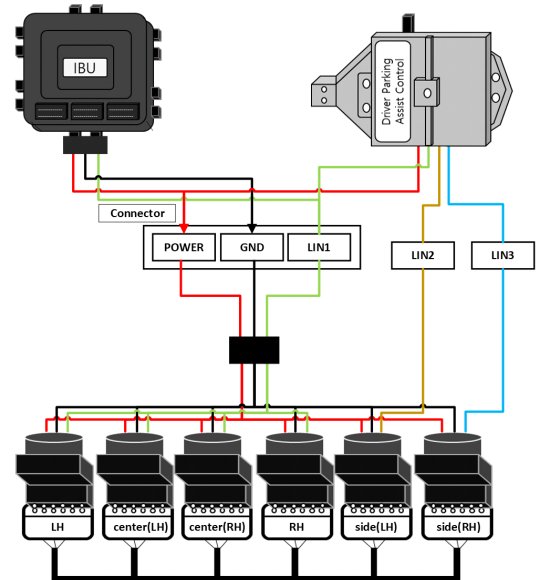 IBU
Driver Parking
Assist Control
Connector
POWER
GND
LIN1
LIN2
LIN3
LH
center(LH)
center(RH)
RH
side(LH)
side(RH)